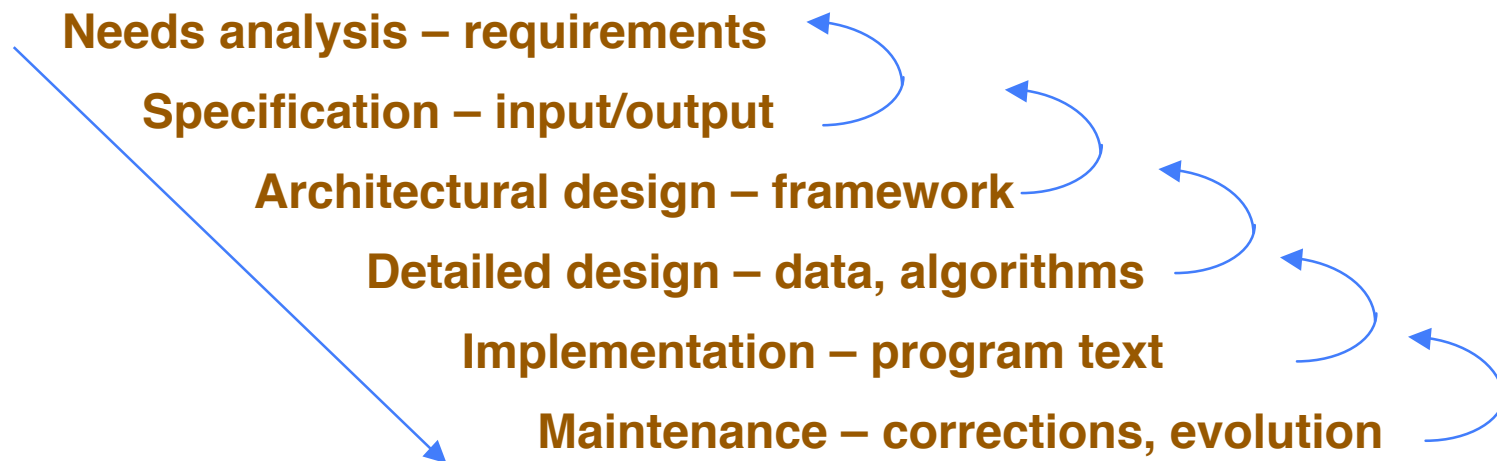 Needs analysis – requirements
Specification – input/output
Architectural design – framework
Detailed design – data, algorithms
Implementation – program text
Maintenance – corrections, evolution